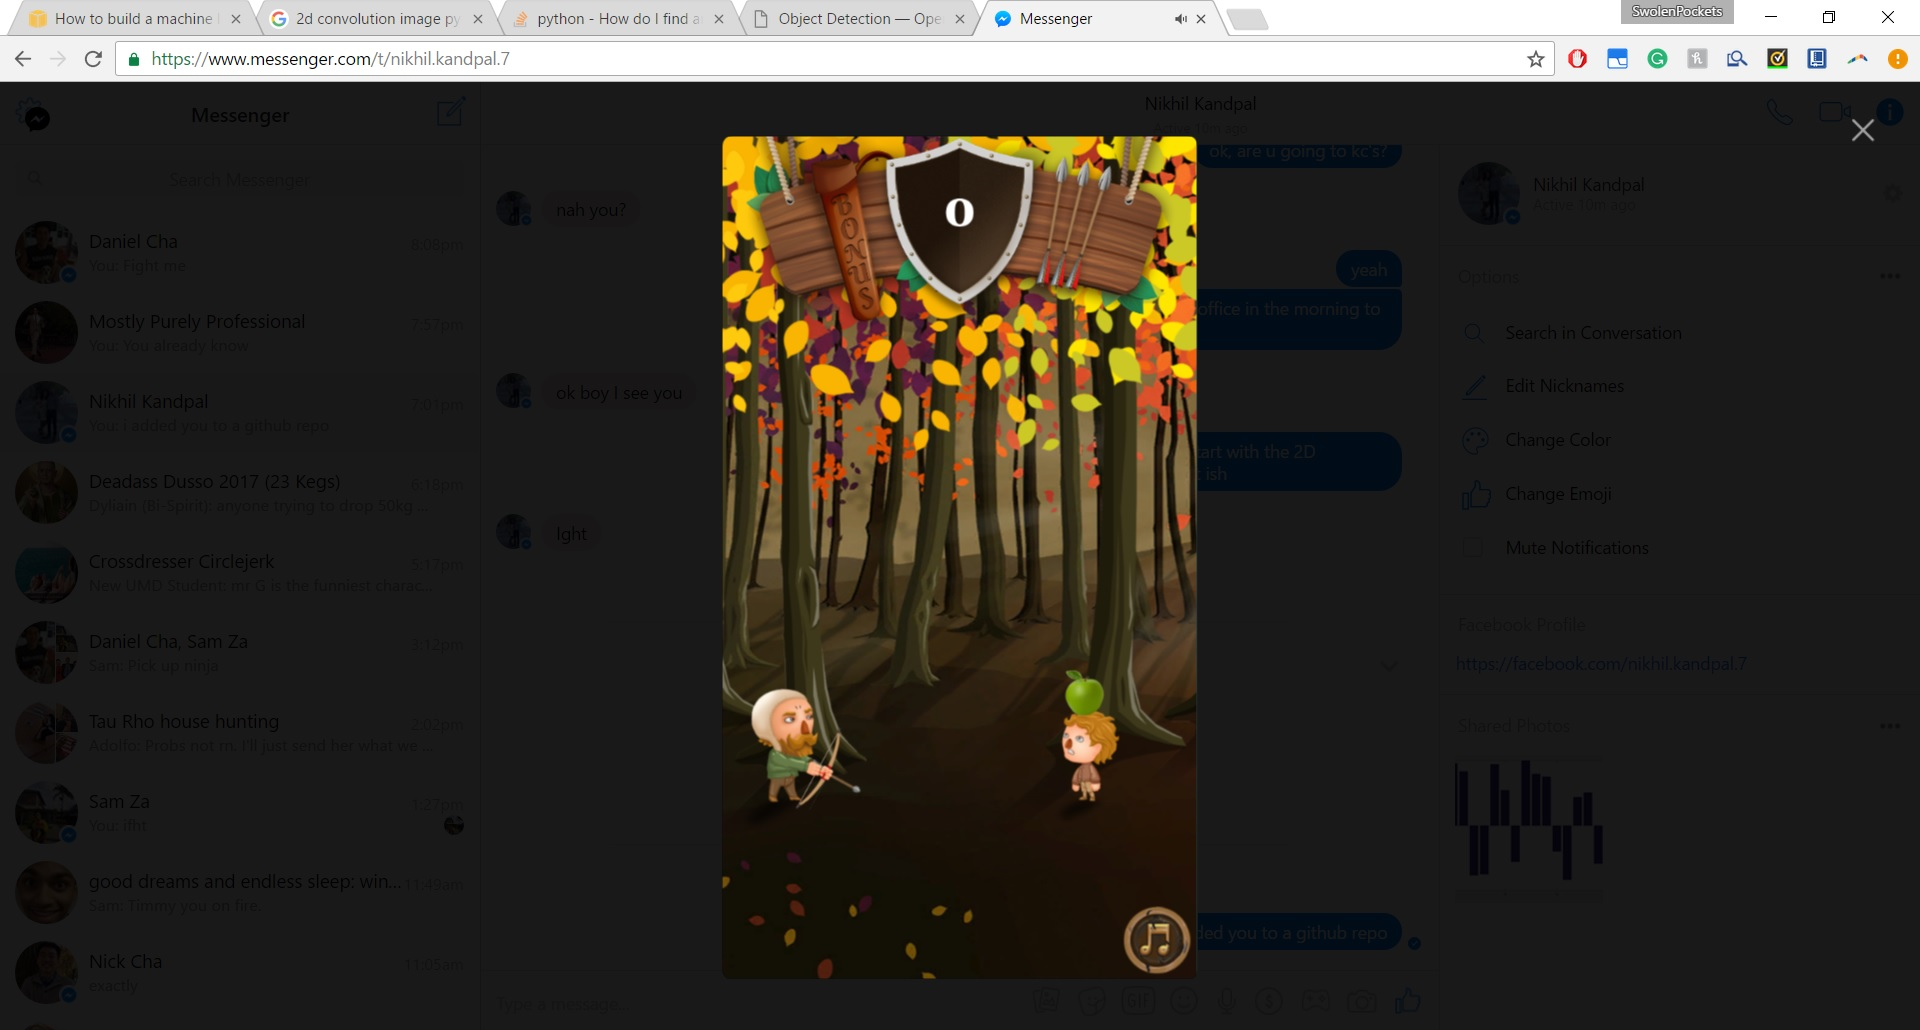 How to build a machine
2d convolution image py
python - How do I find a
Object Detection — Ope
Messenger
SwolenPockets
https://www.messenger.com/t/nikhil.kandpal.7
Messenger
Search Messenger
Daniel Cha
8:08pm
You: Fight me
Mostly Purely Professional
7:57pm
You: You already know
Nikhil Kandpal
7:01pm
You: i added you to a github repo
Deadass Dusso 2017 (23 Kegs)
6:18pm
Dyliain (Bi-Spirit): anyone trying to drop 50kg...
Crossdresser Circlejerk
5:17pm
New UMD Student: mr G is the funniest charac...
Daniel Cha, Sam Za
3:12pm
Sam: Pick up ninja
Tau Rho house hunting
2:02pm
Adolfo: Probs not rn. I'll just send her what we ...
Sam Za
1:27pm
You: ifht
good dreams and endless sleep: win...
11:49am
Sam: Timmy you on fire.
Nick Cha
11:05am
exactly
Nikhil Kandpal
Active 10m ago
ok, are u going to kc's?
nah you?
yeah
office in the morning to
ok boy I see you
tart with the 2D
ish
Ight
ded you to a github repo
Type a message...
GIF
BONUS
0
Nikhil Kandpal
Active 10m ago
Options
Search in Conversation
Edit Nicknames
Change Color
Change Emoji
Mute Notifications
Facebook Profile
https://facebook.com/nikhil.kandpal.7
Shared Photos